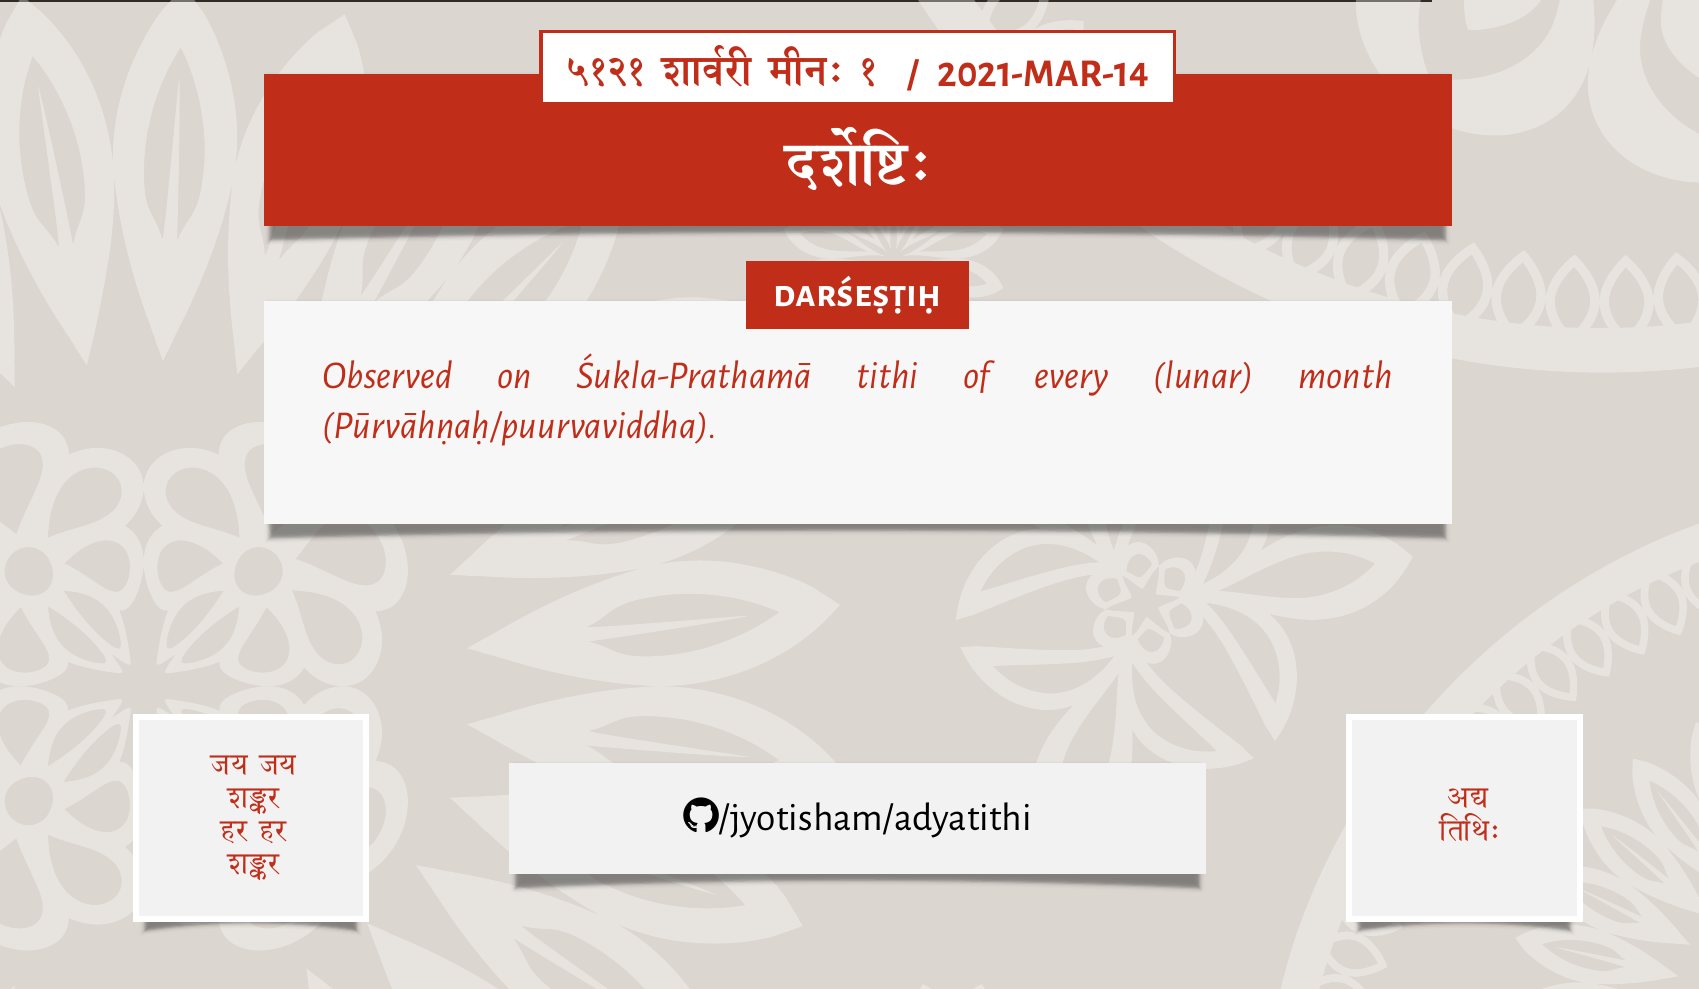 ५१२१ शार्वरी मीनः १ / 2021-MAR-14
दर्शेष्टिः
DARŚEṢṬIḤ
Observed on Śukla-Prathamā tithi of every (lunar) month
(Pūrvāhṇaḥ/puurvaviddha).
जय जय
शङ्कर
हर हर
शङ्कर
/jyotisham/adyatithi
अद्य
तिथिः